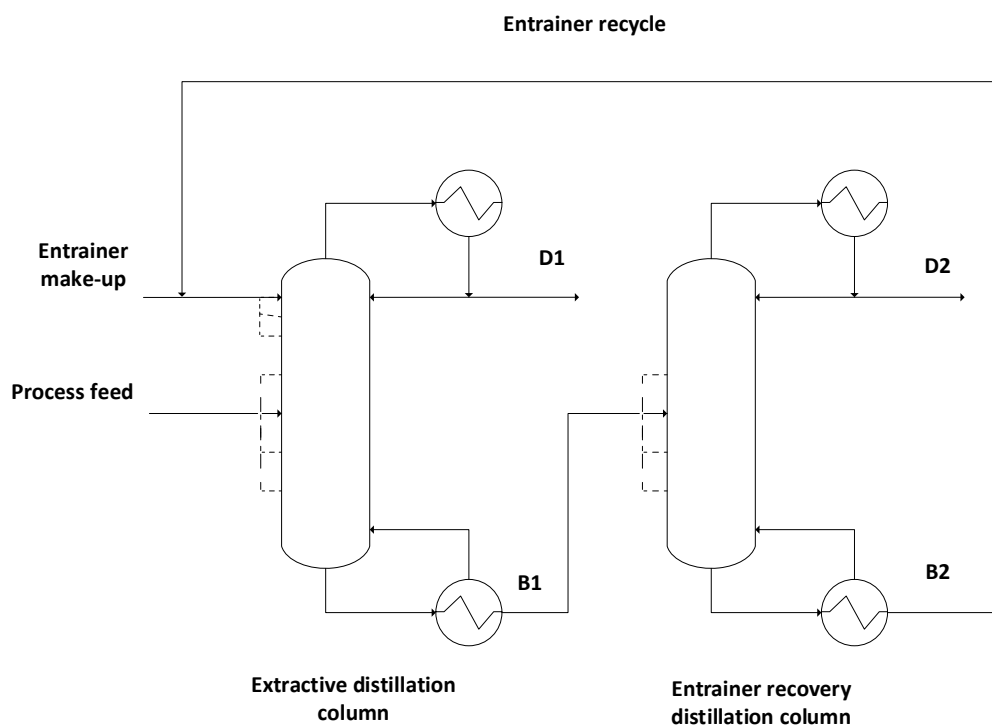 Entrainer recycle
Entrainer
make-up
D1
D2
Process feed
B1
B2
Extractive distillation
column
Entrainer recovery
distillation column